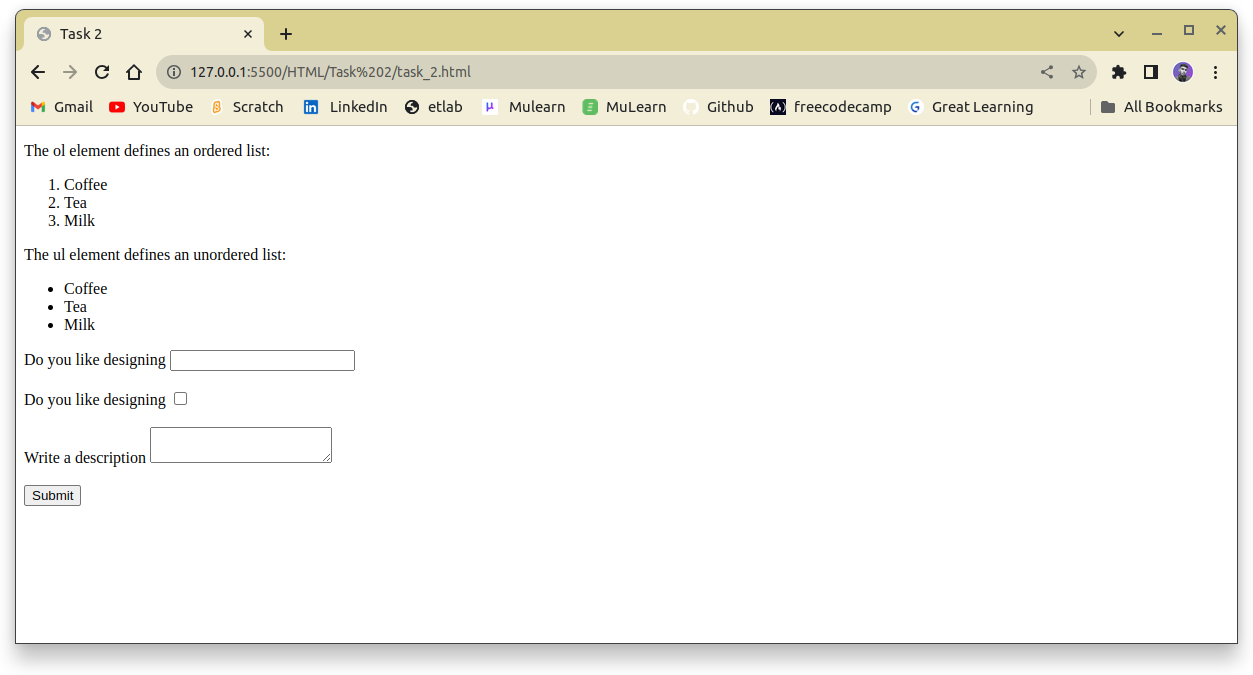 Task 2
127.0.0.1:5500/HTML/Task%202/task_2.html
Gmail YouTube Scratch LinkedIn etlab µ Mulearn MuLearn Github (A) freecodecamp G Great Learning All Bookmarks
The ol element defines an ordered list:
1. Coffee
2. Tea
3. Milk
The ul element defines an unordered list:
• Coffee
• Tea
• Milk
Do you like designing
Do you like designing
Write a description
Submit